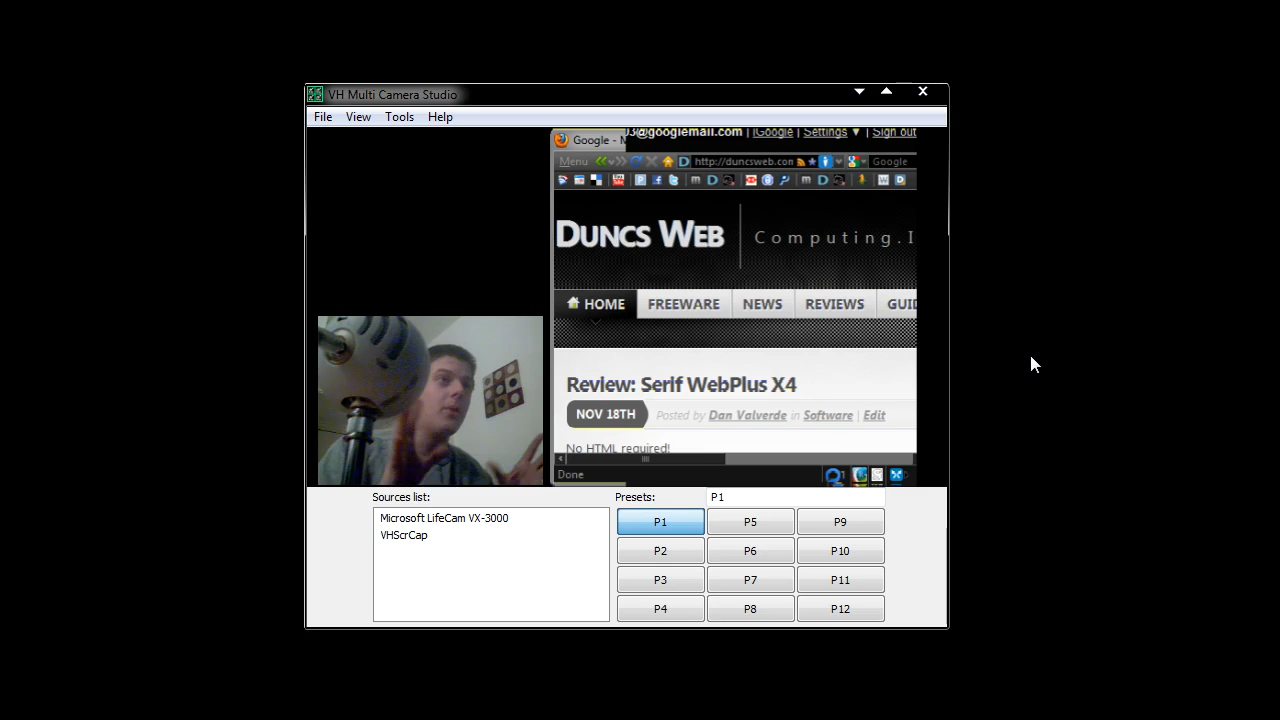 VH Multi Camera Studio
File View Tools Help
3@googlemail.com | iGoogle | Settings ▼ | Sign out
Google - M
Menu http://duncsweb.con Google
DUNCS WEB Computing.I
HOME FREEWARE NEWS REVIEWS GUID
Review: Serif WebPlus X4
NOV 18TH Posted by Dan Valverde in Software | Edit
No HTML required!
Done
Sources list: Presets: P1
Microsoft LifeCam VX-3000
VHScrCap
P1 P5 P9
P2 P6 P10
P3 P7 P11
P4 P8 P12